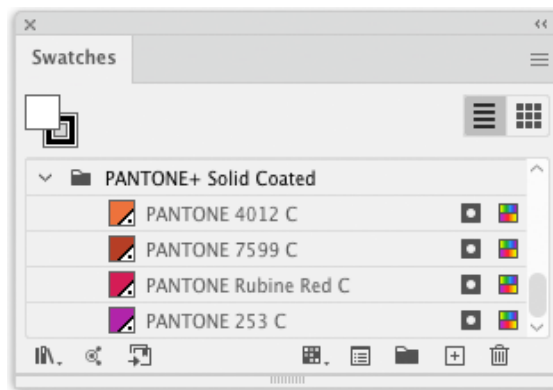 Swatches
PANTONE+ Solid Coated
PANTONE 4012 C
PANTONE 7599 C
PANTONE Rubine Red C
PANTONE 253 C